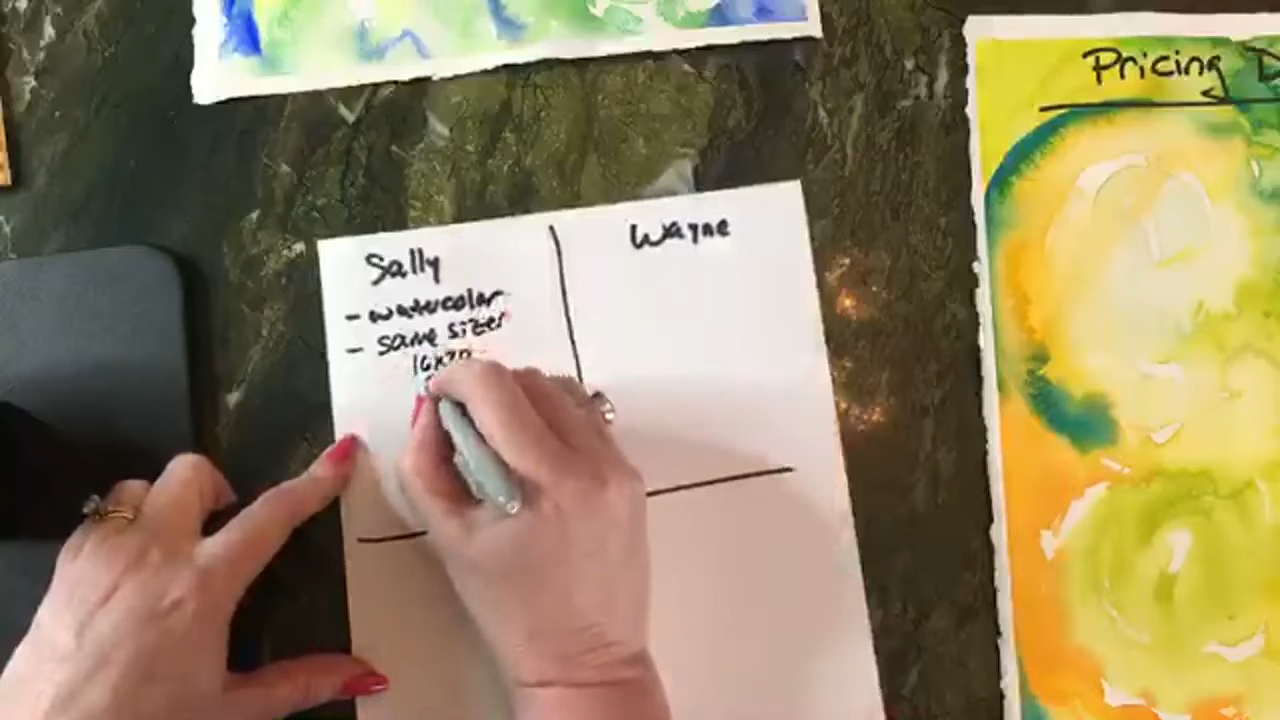 Pricing D
Sally
Wayne
- watercolor
- same sizes
16x20